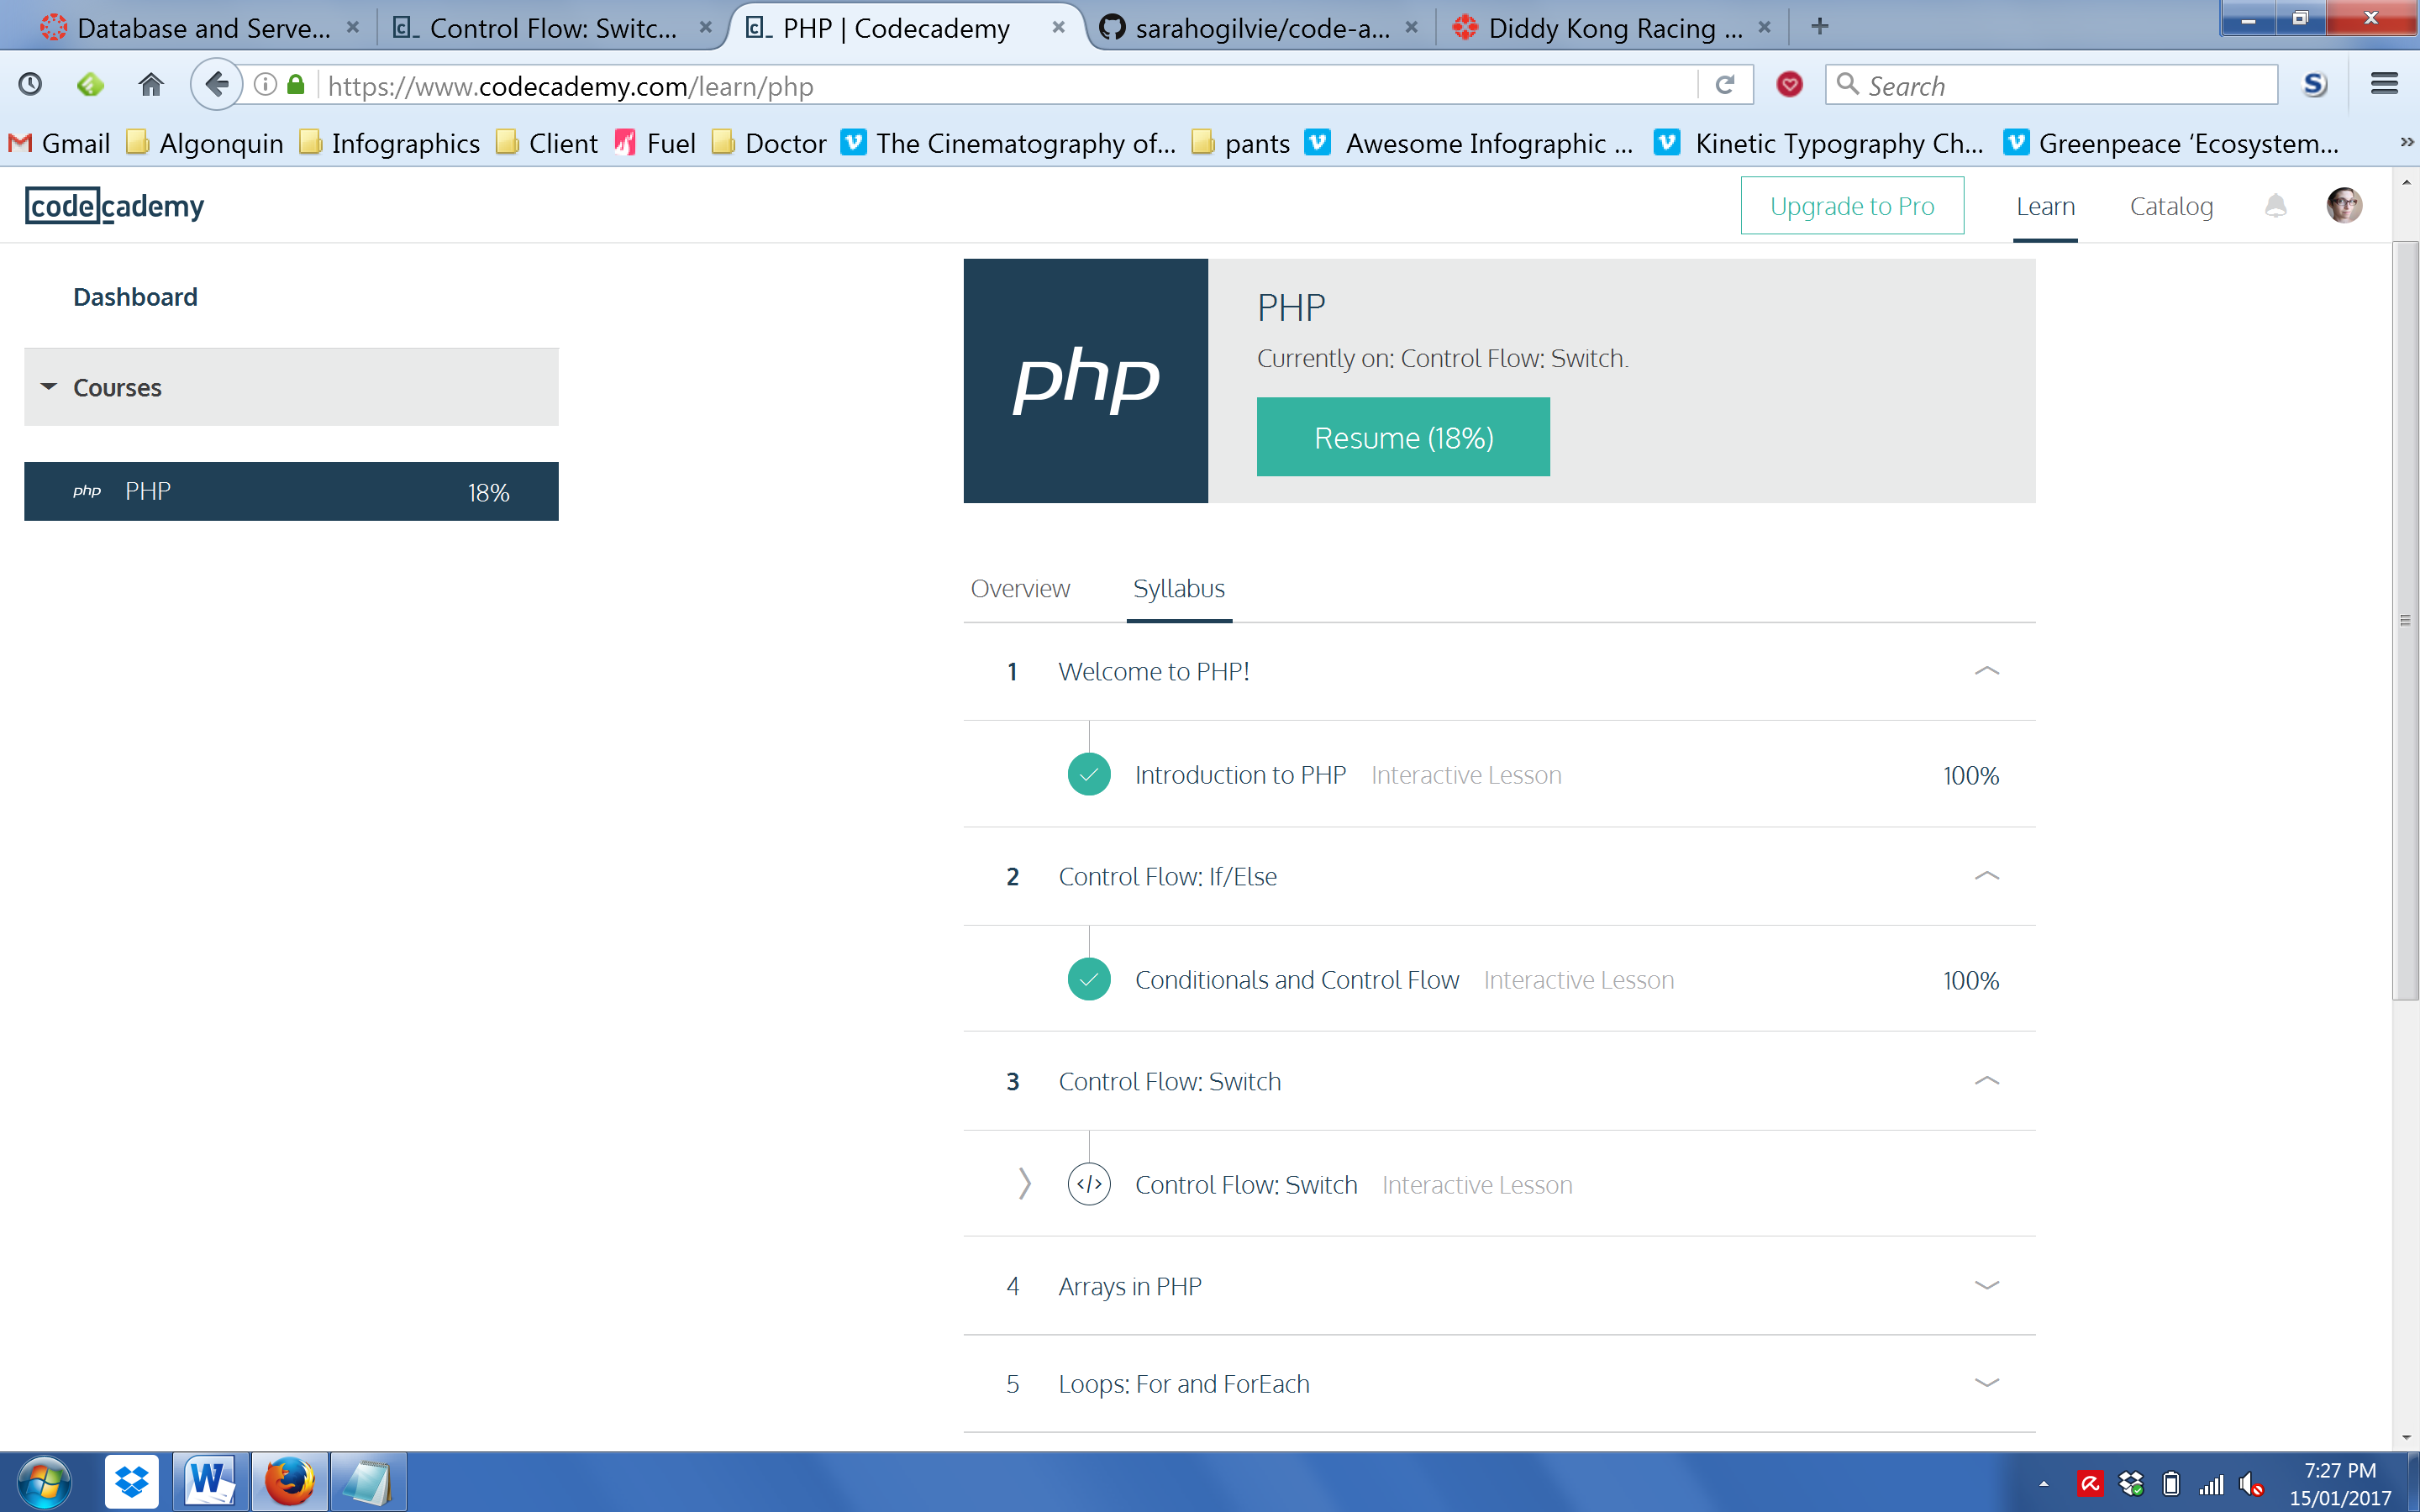 Database and Serve...
Control Flow: Switc...
PHP | Codecademy
sarahogilvie/code-a...
Diddy Kong Racing ...
https://www.codecademy.com/learn/php
Search
Gmail
Algonquin
Infographics
Client
Fuel
Doctor
The Cinematography of...
pants
Awesome Infographic ...
Kinetic Typography Ch...
Greenpeace ‘Ecosystem...
codecademy
Upgrade to Pro
Learn
Catalog
Dashboard
Courses
php PHP 18%
php
PHP
Currently on: Control Flow: Switch.
Resume (18%)
Overview Syllabus
1 Welcome to PHP!
Introduction to PHP Interactive Lesson 100%
2 Control Flow: If/Else
Conditionals and Control Flow Interactive Lesson 100%
3 Control Flow: Switch
</> Control Flow: Switch Interactive Lesson
4 Arrays in PHP
5 Loops: For and ForEach
7:27 PM
15/01/2017